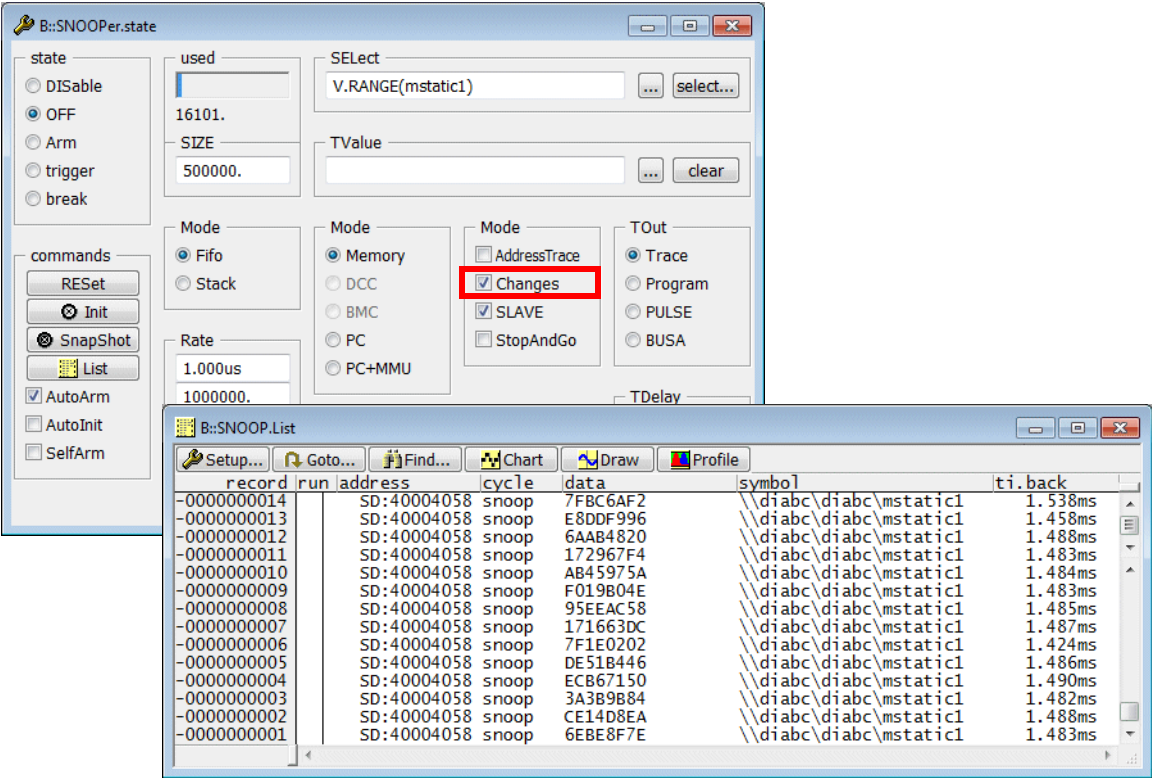 B::SNOOPer.state
state
DISable
OFF
Arm
trigger
break
used
16101.
SIZE
500000.
SELect
V.RANGE(mstatic1)
...
select...
TValue
...
clear
commands
RESet
Init
SnapShot
List
AutoArm
AutoInit
SelfArm
Mode
Fifo
Stack
Rate
1.000us
1000000.
Mode
Memory
DCC
BMC
PC
PC+MMU
Mode
AddressTrace
Changes
SLAVE
StopAndGo
TOut
Trace
Program
PULSE
BUSA
TDelay
B::SNOOP.List
Setup... Goto... Find... Chart Draw Profile
record run address cycle data symbol ti.back
-0000000014 SD:40004058 snoop 7FBC6AF2 \\diabc\diabc\mstatic1 1.538ms
-0000000013 SD:40004058 snoop E8DDF996 \\diabc\diabc\mstatic1 1.458ms
-0000000012 SD:40004058 snoop 6AAB4820 \\diabc\diabc\mstatic1 1.488ms
-0000000011 SD:40004058 snoop 172967F4 \\diabc\diabc\mstatic1 1.483ms
-0000000010 SD:40004058 snoop AB45975A \\diabc\diabc\mstatic1 1.484ms
-0000000009 SD:40004058 snoop F019B04E \\diabc\diabc\mstatic1 1.483ms
-0000000008 SD:40004058 snoop 95EEAC58 \\diabc\diabc\mstatic1 1.485ms
-0000000007 SD:40004058 snoop 171663DC \\diabc\diabc\mstatic1 1.487ms
-0000000006 SD:40004058 snoop 7F1E0202 \\diabc\diabc\mstatic1 1.424ms
-0000000005 SD:40004058 snoop DE51B446 \\diabc\diabc\mstatic1 1.486ms
-0000000004 SD:40004058 snoop ECB67150 \\diabc\diabc\mstatic1 1.490ms
-0000000003 SD:40004058 snoop 3A3B9B84 \\diabc\diabc\mstatic1 1.482ms
-0000000002 SD:40004058 snoop CE14D8EA \\diabc\diabc\mstatic1 1.488ms
-0000000001 SD:40004058 snoop 6EBE8F7E \\diabc\diabc\mstatic1 1.483ms